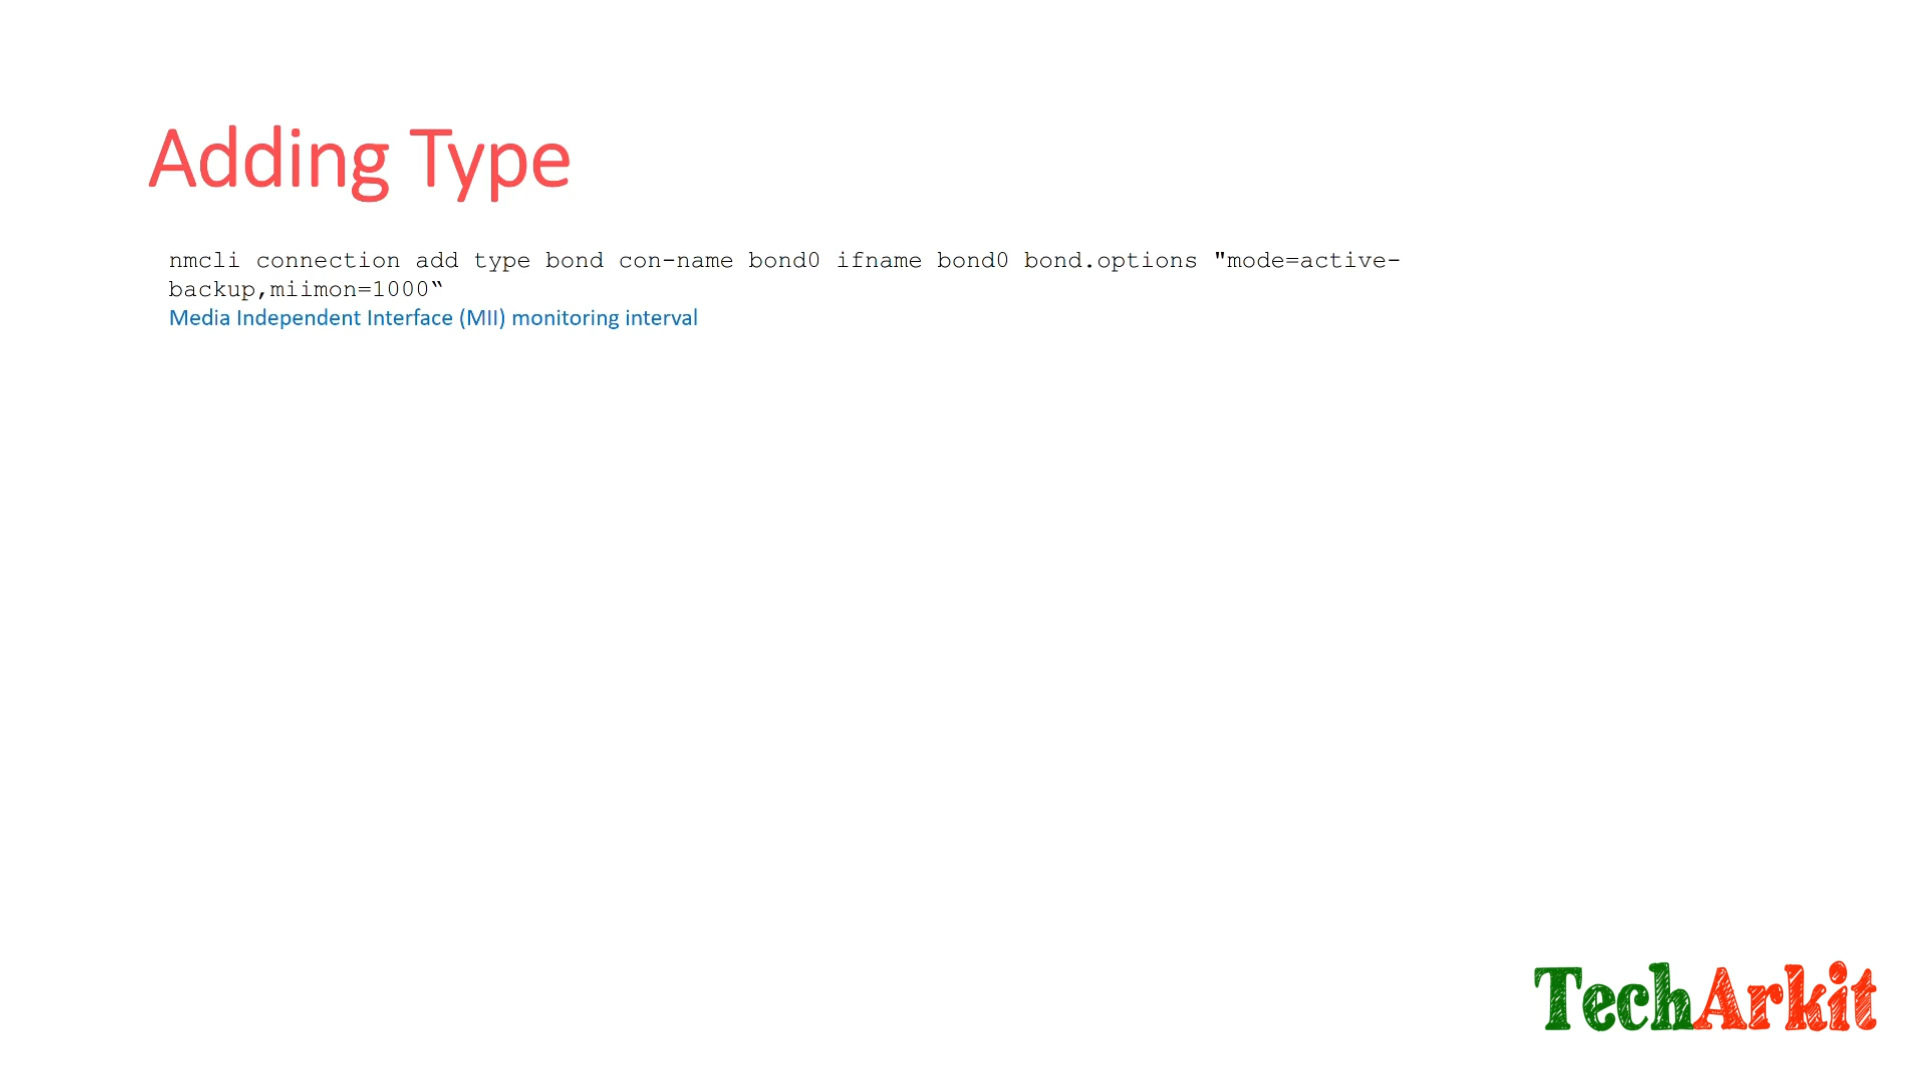 Adding Type
nmcli connection add type bond con-name bond0 ifname bond0 bond.options "mode=active-
backup,miimon=1000“
Media Independent Interface (MII) monitoring interval
TechArkit